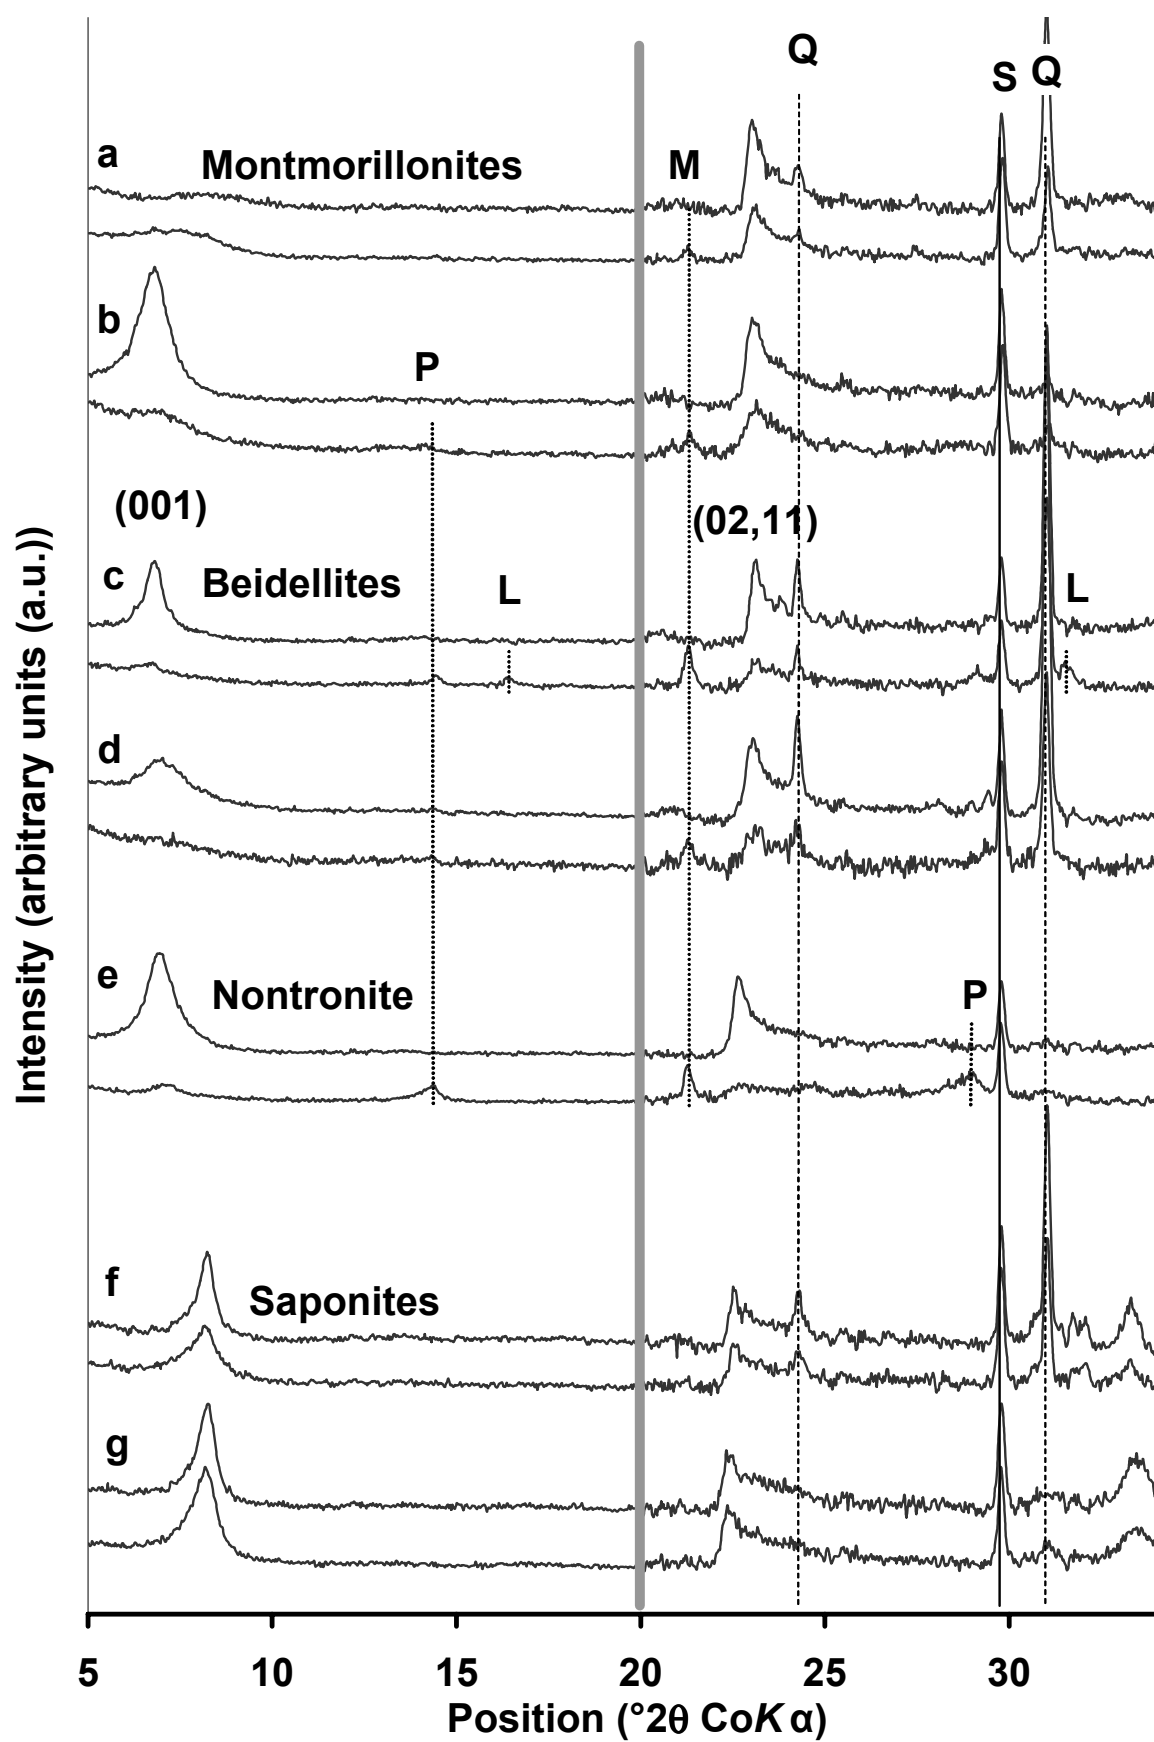 Q
S Q
a Montmorillonites M
b
P
(001)
(02,11)
c Beidellites L L
d
e Nontronite P
f Saponites
g
Intensity (arbitrary units (a.u.))
5 10 15 20 25 30
Position (°2θ CoKα)